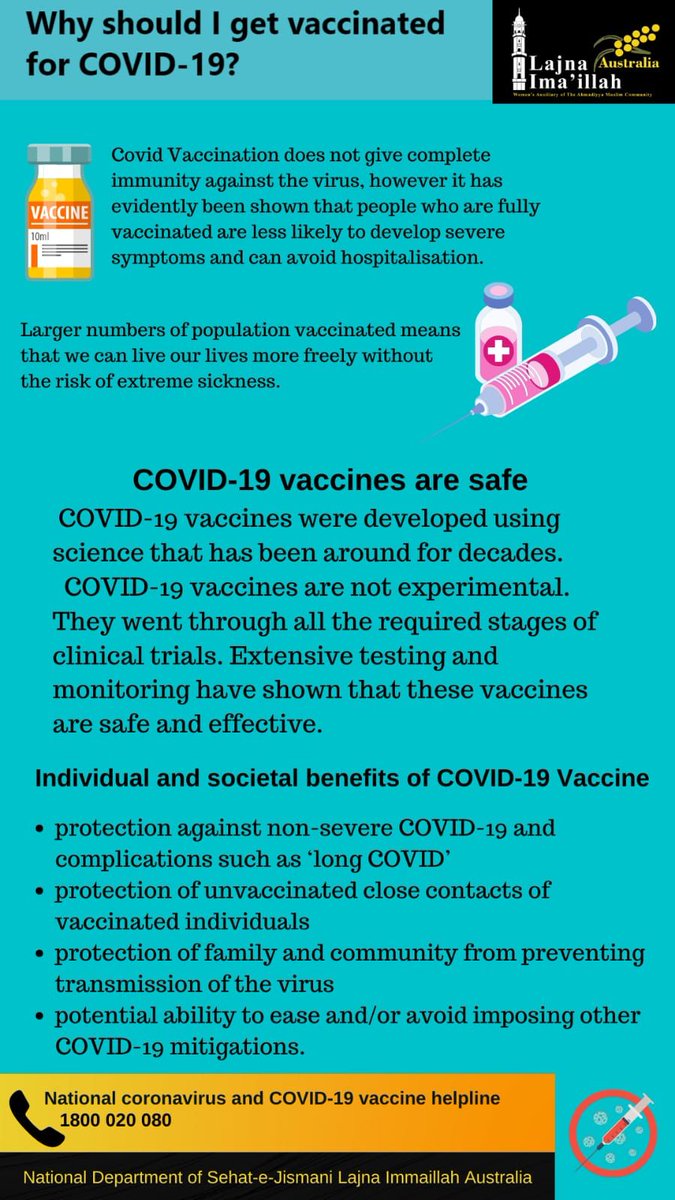 Why should I get vaccinated
for COVID-19?
Lajna Australia
Ima'illah
Women's Auxiliary of The Ahmadiyya Muslim Community
Covid Vaccination does not give complete
immunity against the virus, however it has
evidently been shown that people who are fully
vaccinated are less likely to develop severe
symptoms and can avoid hospitalisation.
VACCINE
10ml
Larger numbers of population vaccinated means
that we can live our lives more freely without
the risk of extreme sickness.
COVID-19 vaccines are safe
COVID-19 vaccines were developed using
science that has been around for decades.
COVID-19 vaccines are not experimental.
They went through all the required stages of
clinical trials. Extensive testing and
monitoring have shown that these vaccines
are safe and effective.
Individual and societal benefits of COVID-19 Vaccine
• protection against non-severe COVID-19 and
complications such as ‘long COVID’
• protection of unvaccinated close contacts of
vaccinated individuals
• protection of family and community from preventing
transmission of the virus
• potential ability to ease and/or avoid imposing other
COVID-19 mitigations.
National coronavirus and COVID-19 vaccine helpline
1800 020 080
National Department of Sehat-e-Jismani Lajna Immaillah Australia